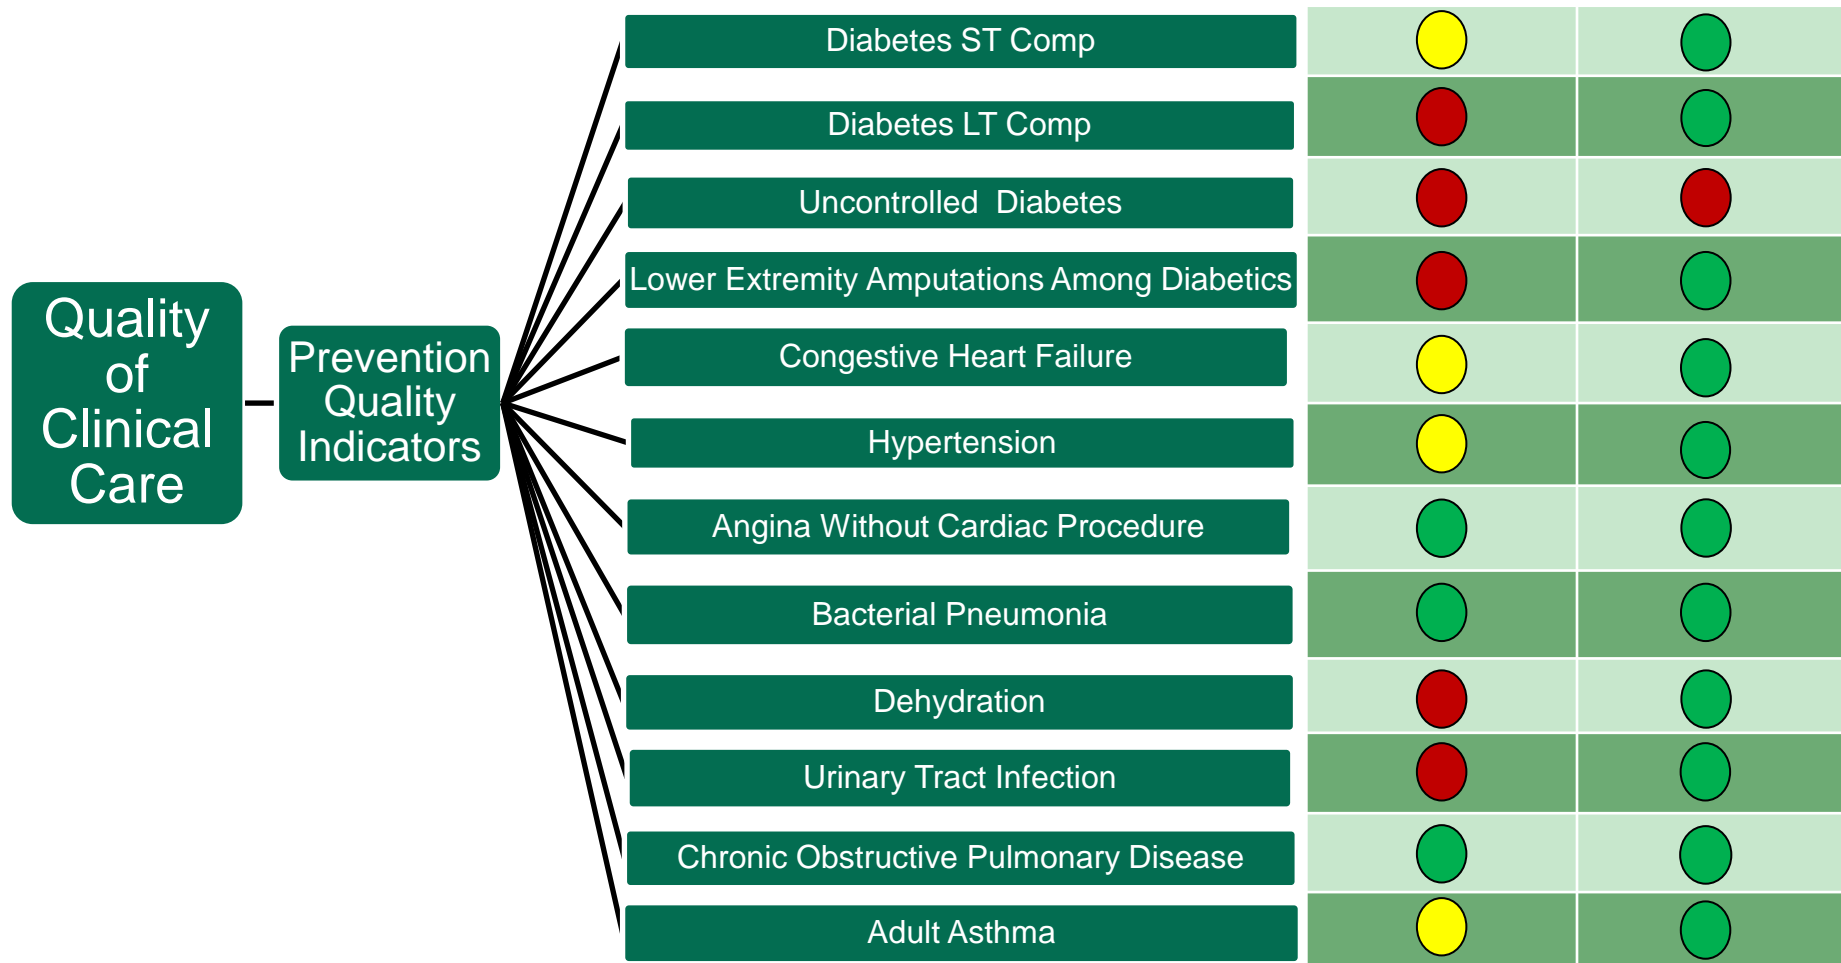 Quality
of
Clinical
Care
Prevention
Quality
Indicators
Diabetes ST Comp
Diabetes LT Comp
Uncontrolled  Diabetes
Lower Extremity Amputations Among Diabetics
Congestive Heart Failure
Hypertension
Angina Without Cardiac Procedure
Bacterial Pneumonia
Dehydration
Urinary Tract Infection
Chronic Obstructive Pulmonary Disease
Adult Asthma